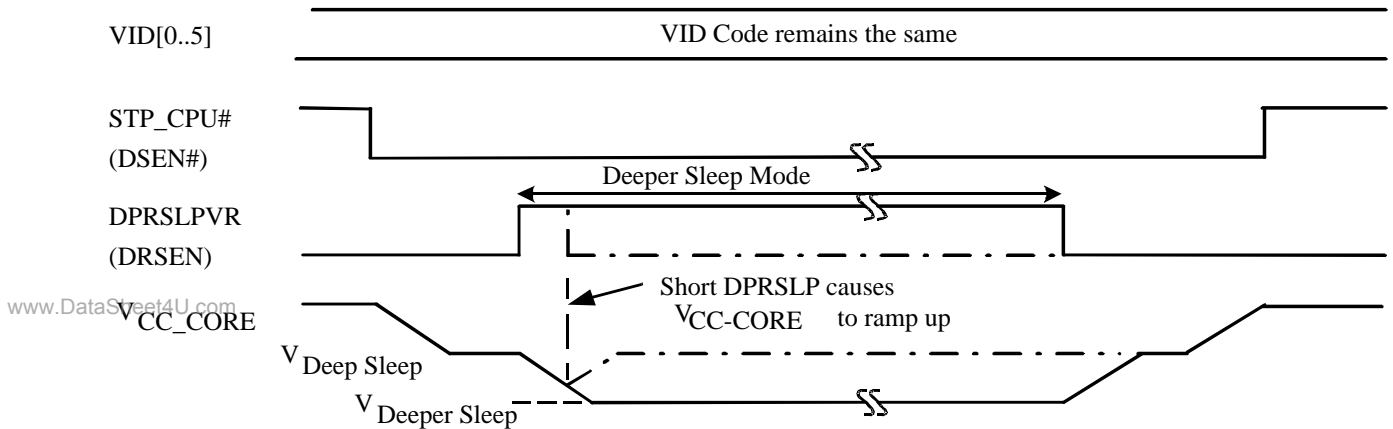 VID[0..5]
VID Code remains the same
STP_CPU#
(DSEN#)
Deeper Sleep Mode
DPRSLPVR
(DRSEN)
Short DPRSLP causes
VCC-CORE to ramp up
www.DataSheet4U.com
VCC_CORE
V Deep Sleep
V Deeper Sleep